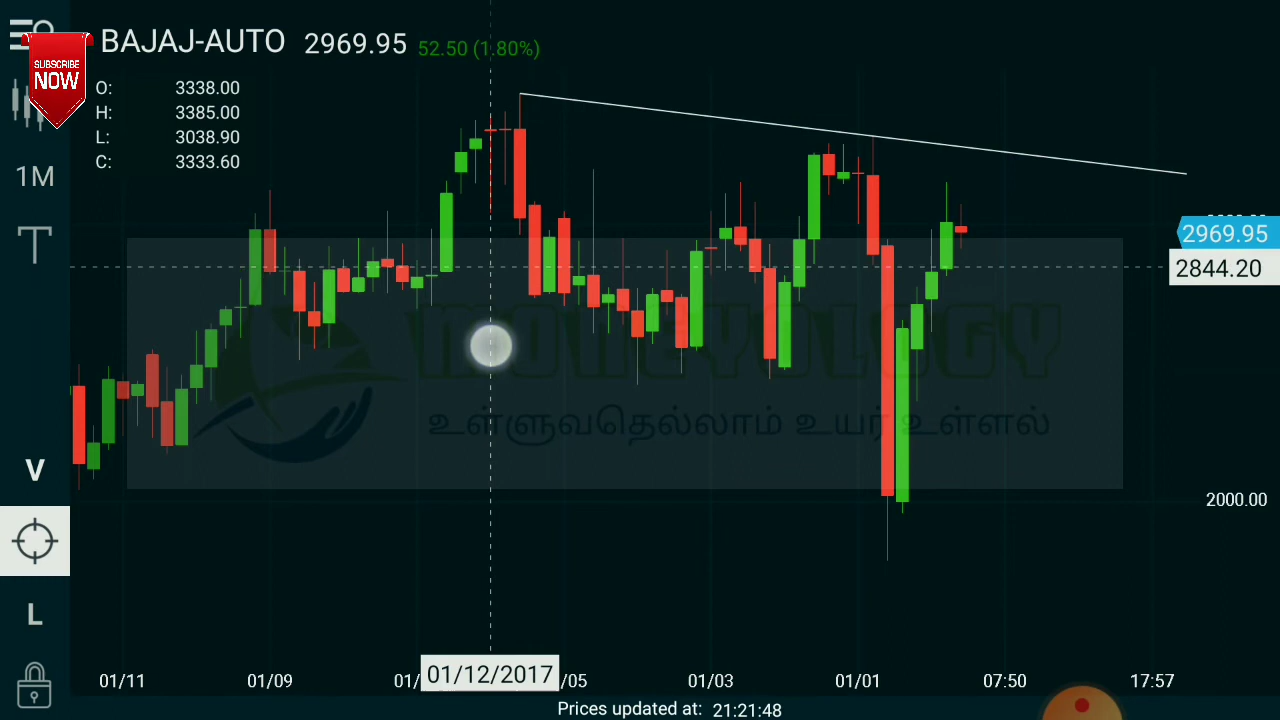 SUBSCRIBE
NOW
BAJAJ-AUTO 2969.95 52.50 (1.80%)
O: 3338.00
H: 3385.00
L: 3038.90
C: 3333.60
1M
T
2969.95
2844.20
MONEYOLOGY
உள்ளுவதெல்லாம் உயர் உள்ளல்
V
2000.00
L
01/11 01/09 01/ 01/12/2017 /05 01/03 01/01 07:50 17:57
Prices updated at: 21:21:48